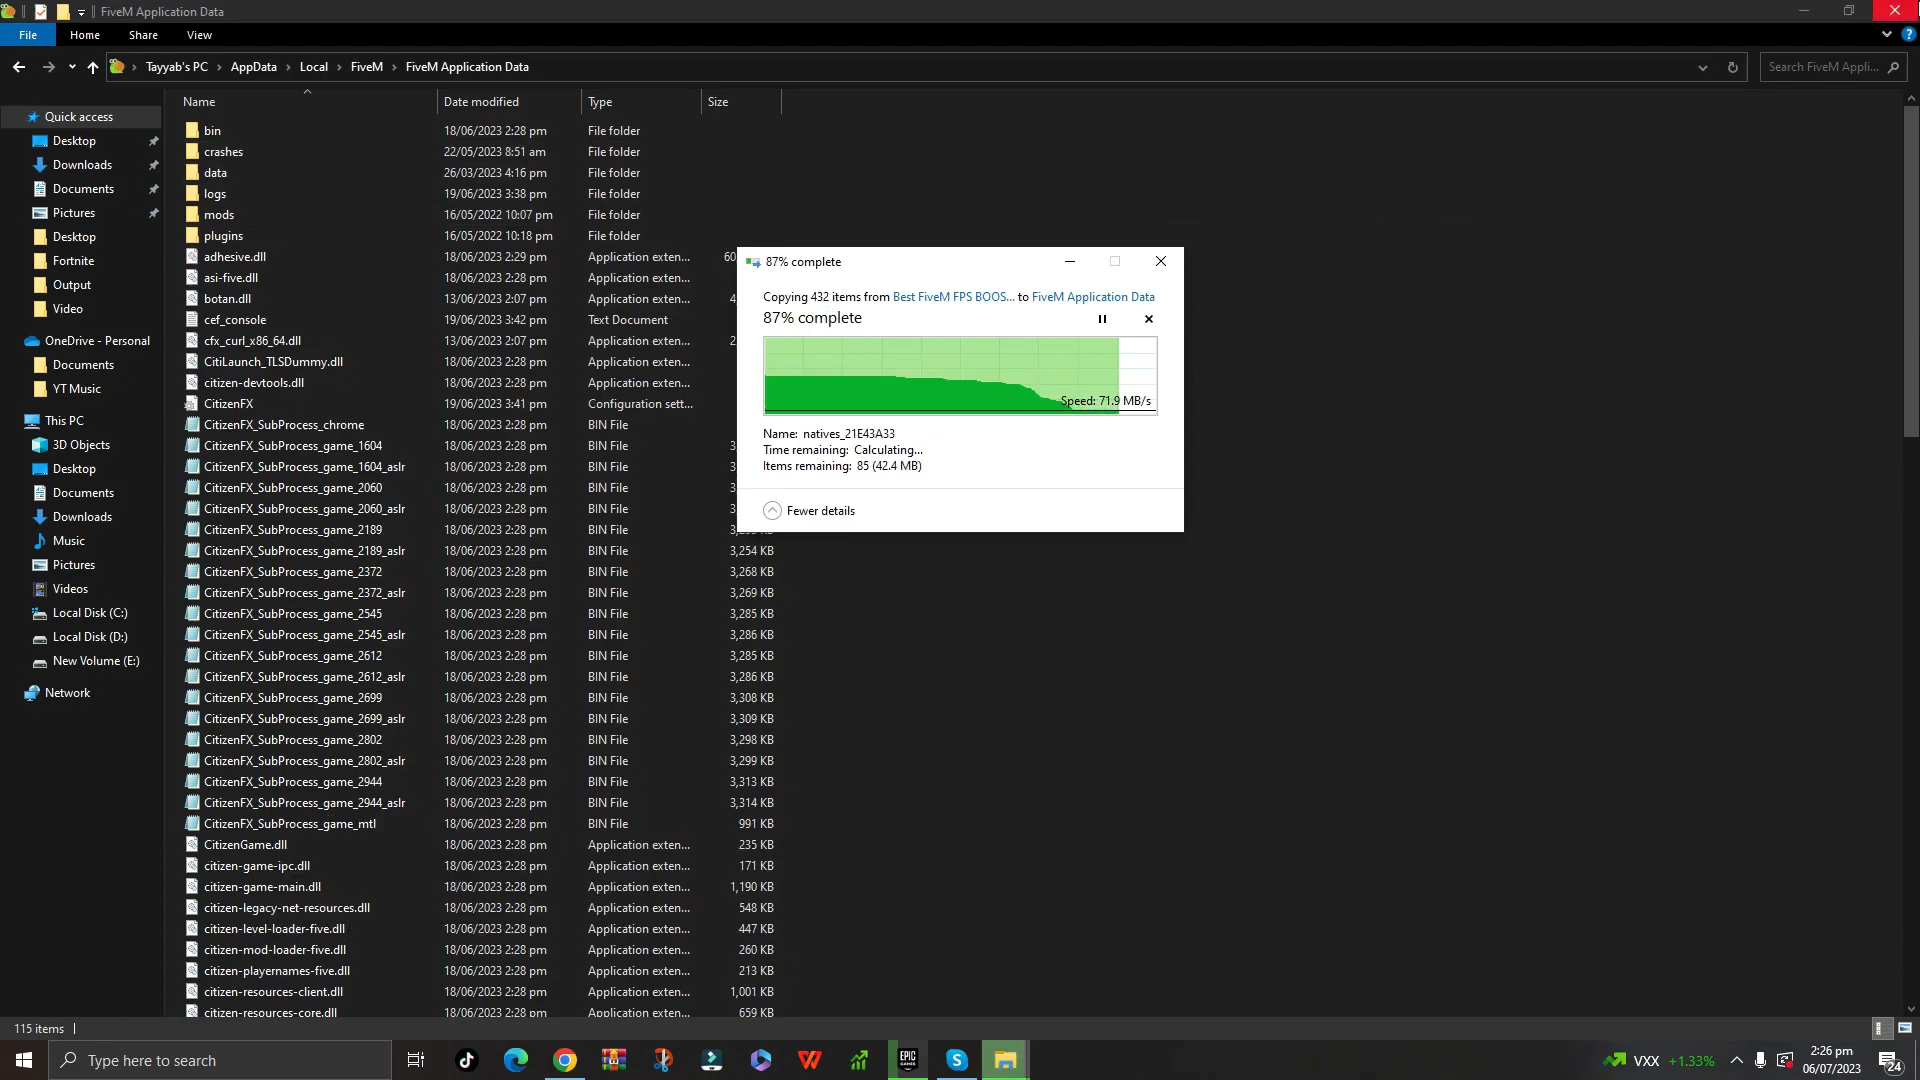 FiveM Application Data
File Home Share View
Tayyab's PC > AppData > Local > FiveM > FiveM Application Data
Search FiveM Appli...
Quick access
Desktop
Downloads
Documents
Pictures
Desktop
Fortnite
Output
Video
OneDrive - Personal
Documents
YT Music
This PC
3D Objects
Desktop
Documents
Downloads
Music
Pictures
Videos
Local Disk (C:)
Local Disk (D:)
New Volume (E:)
Network
Name Date modified Type Size
bin 18/06/2023 2:28 pm File folder
crashes 22/05/2023 8:51 am File folder
data 26/03/2023 4:16 pm File folder
logs 19/06/2023 3:38 pm File folder
mods 16/05/2022 10:07 pm File folder
plugins 16/05/2022 10:18 pm File folder
adhesive.dll 18/06/2023 2:29 pm Application exten... 60
asi-five.dll 18/06/2023 2:28 pm Application exten...
botan.dll 13/06/2023 2:07 pm Application exten... 4
cef_console 19/06/2023 3:42 pm Text Document
cfx_curl_x86_64.dll 13/06/2023 2:07 pm Application exten... 2
CitiLaunch_TLSDummy.dll 18/06/2023 2:28 pm Application exten...
citizen-devtools.dll 18/06/2023 2:28 pm Application exten...
CitizenFX 19/06/2023 3:41 pm Configuration sett...
CitizenFX_SubProcess_chrome 18/06/2023 2:28 pm BIN File
CitizenFX_SubProcess_game_1604 18/06/2023 2:28 pm BIN File 3
CitizenFX_SubProcess_game_1604_aslr 18/06/2023 2:28 pm BIN File 3
CitizenFX_SubProcess_game_2060 18/06/2023 2:28 pm BIN File 3
CitizenFX_SubProcess_game_2060_aslr 18/06/2023 2:28 pm BIN File 3
CitizenFX_SubProcess_game_2189 18/06/2023 2:28 pm BIN File
CitizenFX_SubProcess_game_2189_aslr 18/06/2023 2:28 pm BIN File 3,254 KB
CitizenFX_SubProcess_game_2372 18/06/2023 2:28 pm BIN File 3,268 KB
CitizenFX_SubProcess_game_2372_aslr 18/06/2023 2:28 pm BIN File 3,269 KB
CitizenFX_SubProcess_game_2545 18/06/2023 2:28 pm BIN File 3,285 KB
CitizenFX_SubProcess_game_2545_aslr 18/06/2023 2:28 pm BIN File 3,286 KB
CitizenFX_SubProcess_game_2612 18/06/2023 2:28 pm BIN File 3,285 KB
CitizenFX_SubProcess_game_2612_aslr 18/06/2023 2:28 pm BIN File 3,286 KB
CitizenFX_SubProcess_game_2699 18/06/2023 2:28 pm BIN File 3,308 KB
CitizenFX_SubProcess_game_2699_aslr 18/06/2023 2:28 pm BIN File 3,309 KB
CitizenFX_SubProcess_game_2802 18/06/2023 2:28 pm BIN File 3,298 KB
CitizenFX_SubProcess_game_2802_aslr 18/06/2023 2:28 pm BIN File 3,299 KB
CitizenFX_SubProcess_game_2944 18/06/2023 2:28 pm BIN File 3,313 KB
CitizenFX_SubProcess_game_2944_aslr 18/06/2023 2:28 pm BIN File 3,314 KB
CitizenFX_SubProcess_game_mtl 18/06/2023 2:28 pm BIN File 991 KB
CitizenGame.dll 18/06/2023 2:28 pm Application exten... 235 KB
citizen-game-ipc.dll 18/06/2023 2:28 pm Application exten... 171 KB
citizen-game-main.dll 18/06/2023 2:28 pm Application exten... 1,190 KB
citizen-legacy-net-resources.dll 18/06/2023 2:28 pm Application exten... 548 KB
citizen-level-loader-five.dll 18/06/2023 2:28 pm Application exten... 447 KB
citizen-mod-loader-five.dll 18/06/2023 2:28 pm Application exten... 260 KB
citizen-playernames-five.dll 18/06/2023 2:28 pm Application exten... 213 KB
citizen-resources-client.dll 18/06/2023 2:28 pm Application exten... 1,001 KB
citizen-resources-core.dll 18/06/2023 2:28 pm Application exten... 659 KB
87% complete
Copying 432 items from Best FiveM FPS BOOS... to FiveM Application Data
87% complete
Speed: 71.9 MB/s
Name: natives_21E43A33
Time remaining: Calculating...
Items remaining: 85 (42.4 MB)
Fewer details
115 items
Type here to search
EPIC GAMES
VXX +1.33%
2:26 pm
06/07/2023
24